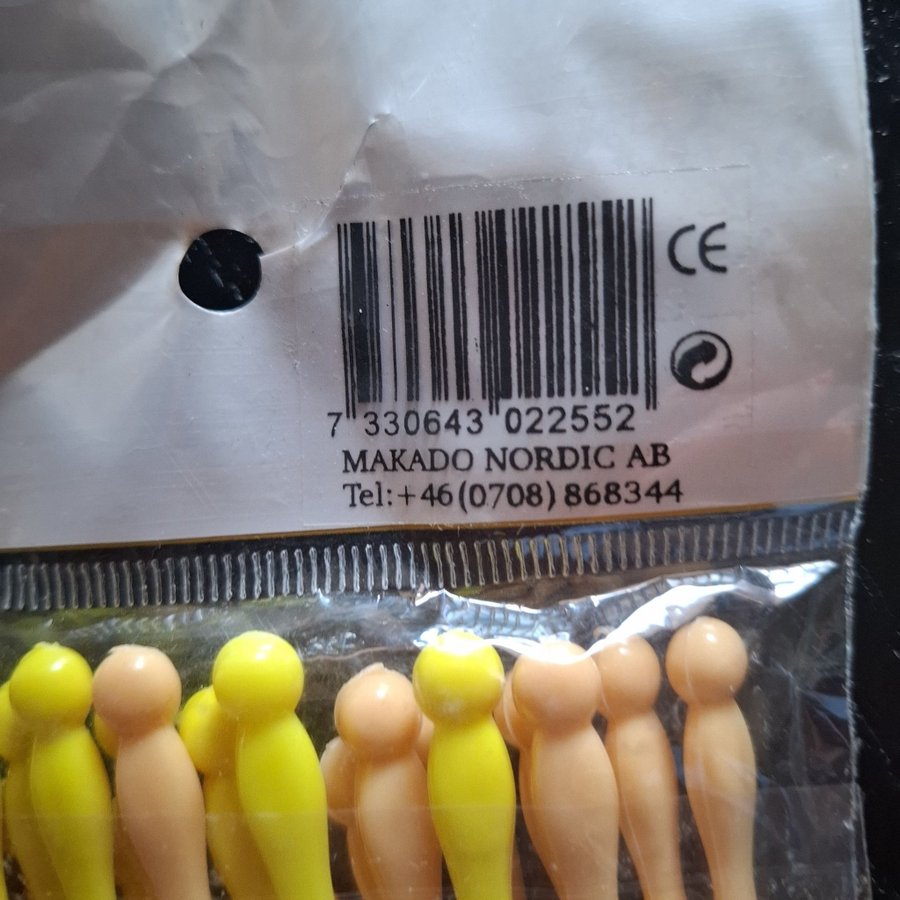 CE
7 330643 022552
MAKADO NORDIC AB
Tel:+46(0708)868344